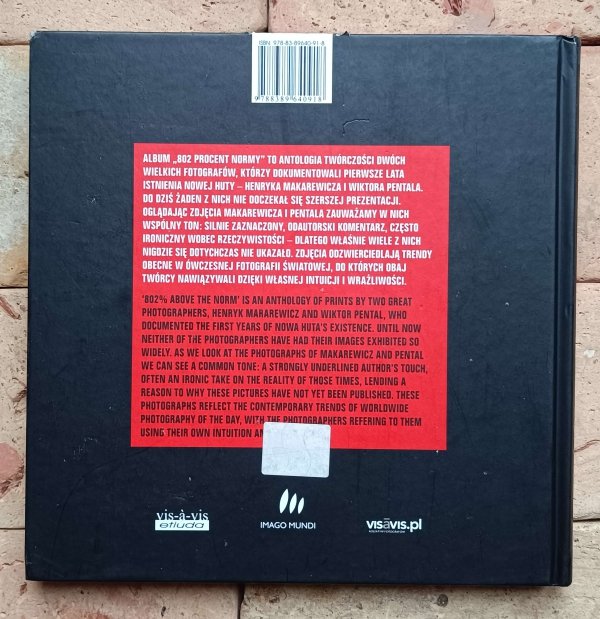 ISBN 978-83-89640-91-8
9 788389 640918
ALBUM „802 PROCENT NORMY” TO ANTOLOGIA TWÓRCZOŚCI DWÓCH
WIELKICH FOTOGRAFÓW, KTÓRZY DOKUMENTOWALI PIERWSZE LATA
ISTNIENIA NOWEJ HUTY – HENRYKA MAKAREWICZA I WIKTORA PENTALA.
DO DZIŚ ŻADEN Z NICH NIE DOCZEKAŁ SIĘ SZERSZEJ PREZENTACJI.
OGLĄDAJĄC ZDJĘCIA MAKAREWICZA I PENTALA ZAUWAŻAMY W NICH
WSPÓLNY TON: SILNIE ZAZNACZONY, ODAUTORSKI KOMENTARZ, CZĘSTO
IRONICZNY WOBEC RZECZYWISTOŚCI – DLATEGO WŁAŚNIE WIELE Z NICH
NIGDZIE SIĘ DOTYCHCZAS NIE UKAZAŁO. ZDJĘCIA ODZWIERCIEDLAJĄ TRENDY
OBECNE W ÓWCZESNEJ FOTOGRAFII ŚWIATOWEJ, DO KTÓRYCH OBAJ
TWÓRCY NAWIĄZYWALI DZIĘKI WŁASNEJ INTUICJI I WRAŻLIWOŚCI.
‘802% ABOVE THE NORM’ IS AN ANTHOLOGY OF PRINTS BY TWO GREAT
PHOTOGRAPHERS, HENRYK MARAREWICZ AND WIKTOR PENTAL, WHO
DOCUMENTED THE FIRST YEARS OF NOWA HUTA’S EXISTENCE. UNTIL NOW
NEITHER OF THE PHOTOGRAPHERS HAVE HAD THEIR IMAGES EXHIBITED SO
WIDELY. AS WE LOOK AT THE PHOTOGRAPHS OF MAKAREWICZ AND PENTAL
WE CAN SEE A COMMON TONE: A STRONGLY UNDERLINED AUTHOR’S TOUCH,
OFTEN AN IRONIC TAKE ON THE REALITY OF THOSE TIMES, LENDING A
REASON TO WHY THESE PICTURES HAVE NOT YET BEEN PUBLISHED. THESE
PHOTOGRAPHS REFLECT THE CONTEMPORARY TRENDS OF WORLDWIDE
PHOTOGRAPHY OF THE DAY, WITH THE PHOTOGRAPHERS REFERING TO THEM
USING THEIR OWN INTUITION
vis-à-vis
etiuda
IMAGO MUNDI
visavis.pl